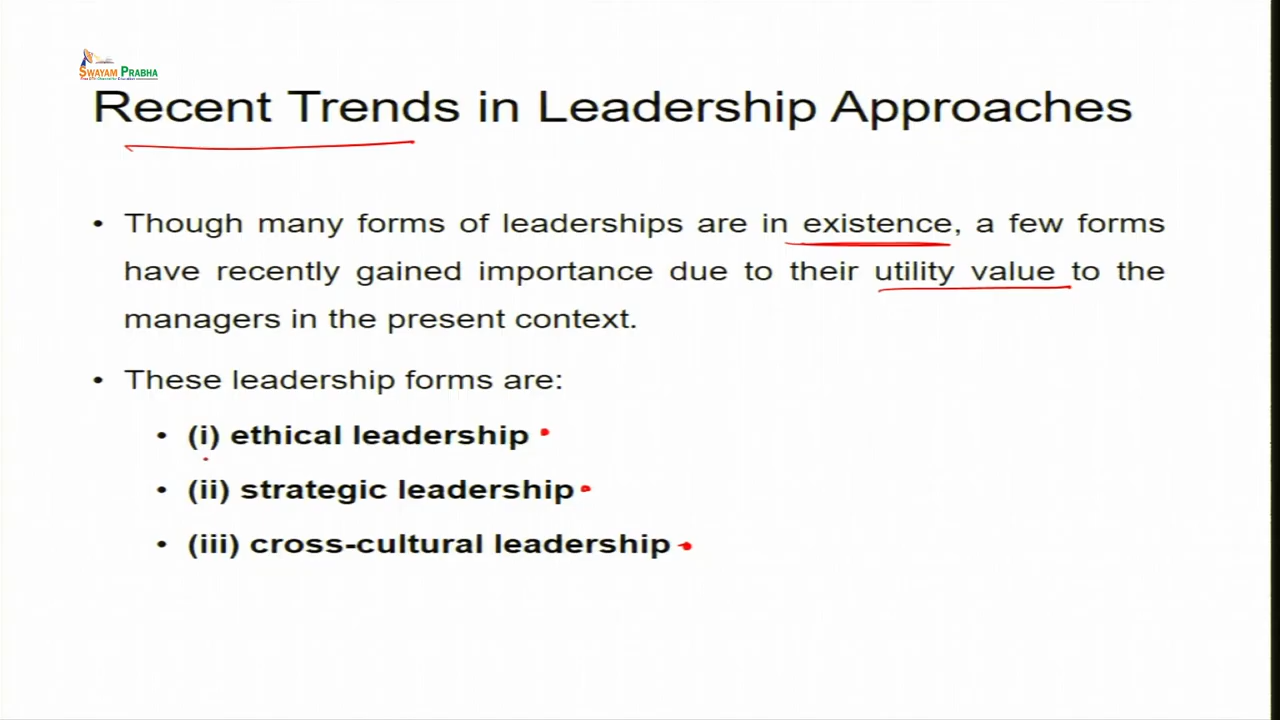 SWAYAM PRABHA
Recent Trends in Leadership Approaches
• Though many forms of leaderships are in existence, a few forms
have recently gained importance due to their utility value to the
managers in the present context.
• These leadership forms are:
• (i) ethical leadership
• (ii) strategic leadership
• (iii) cross-cultural leadership